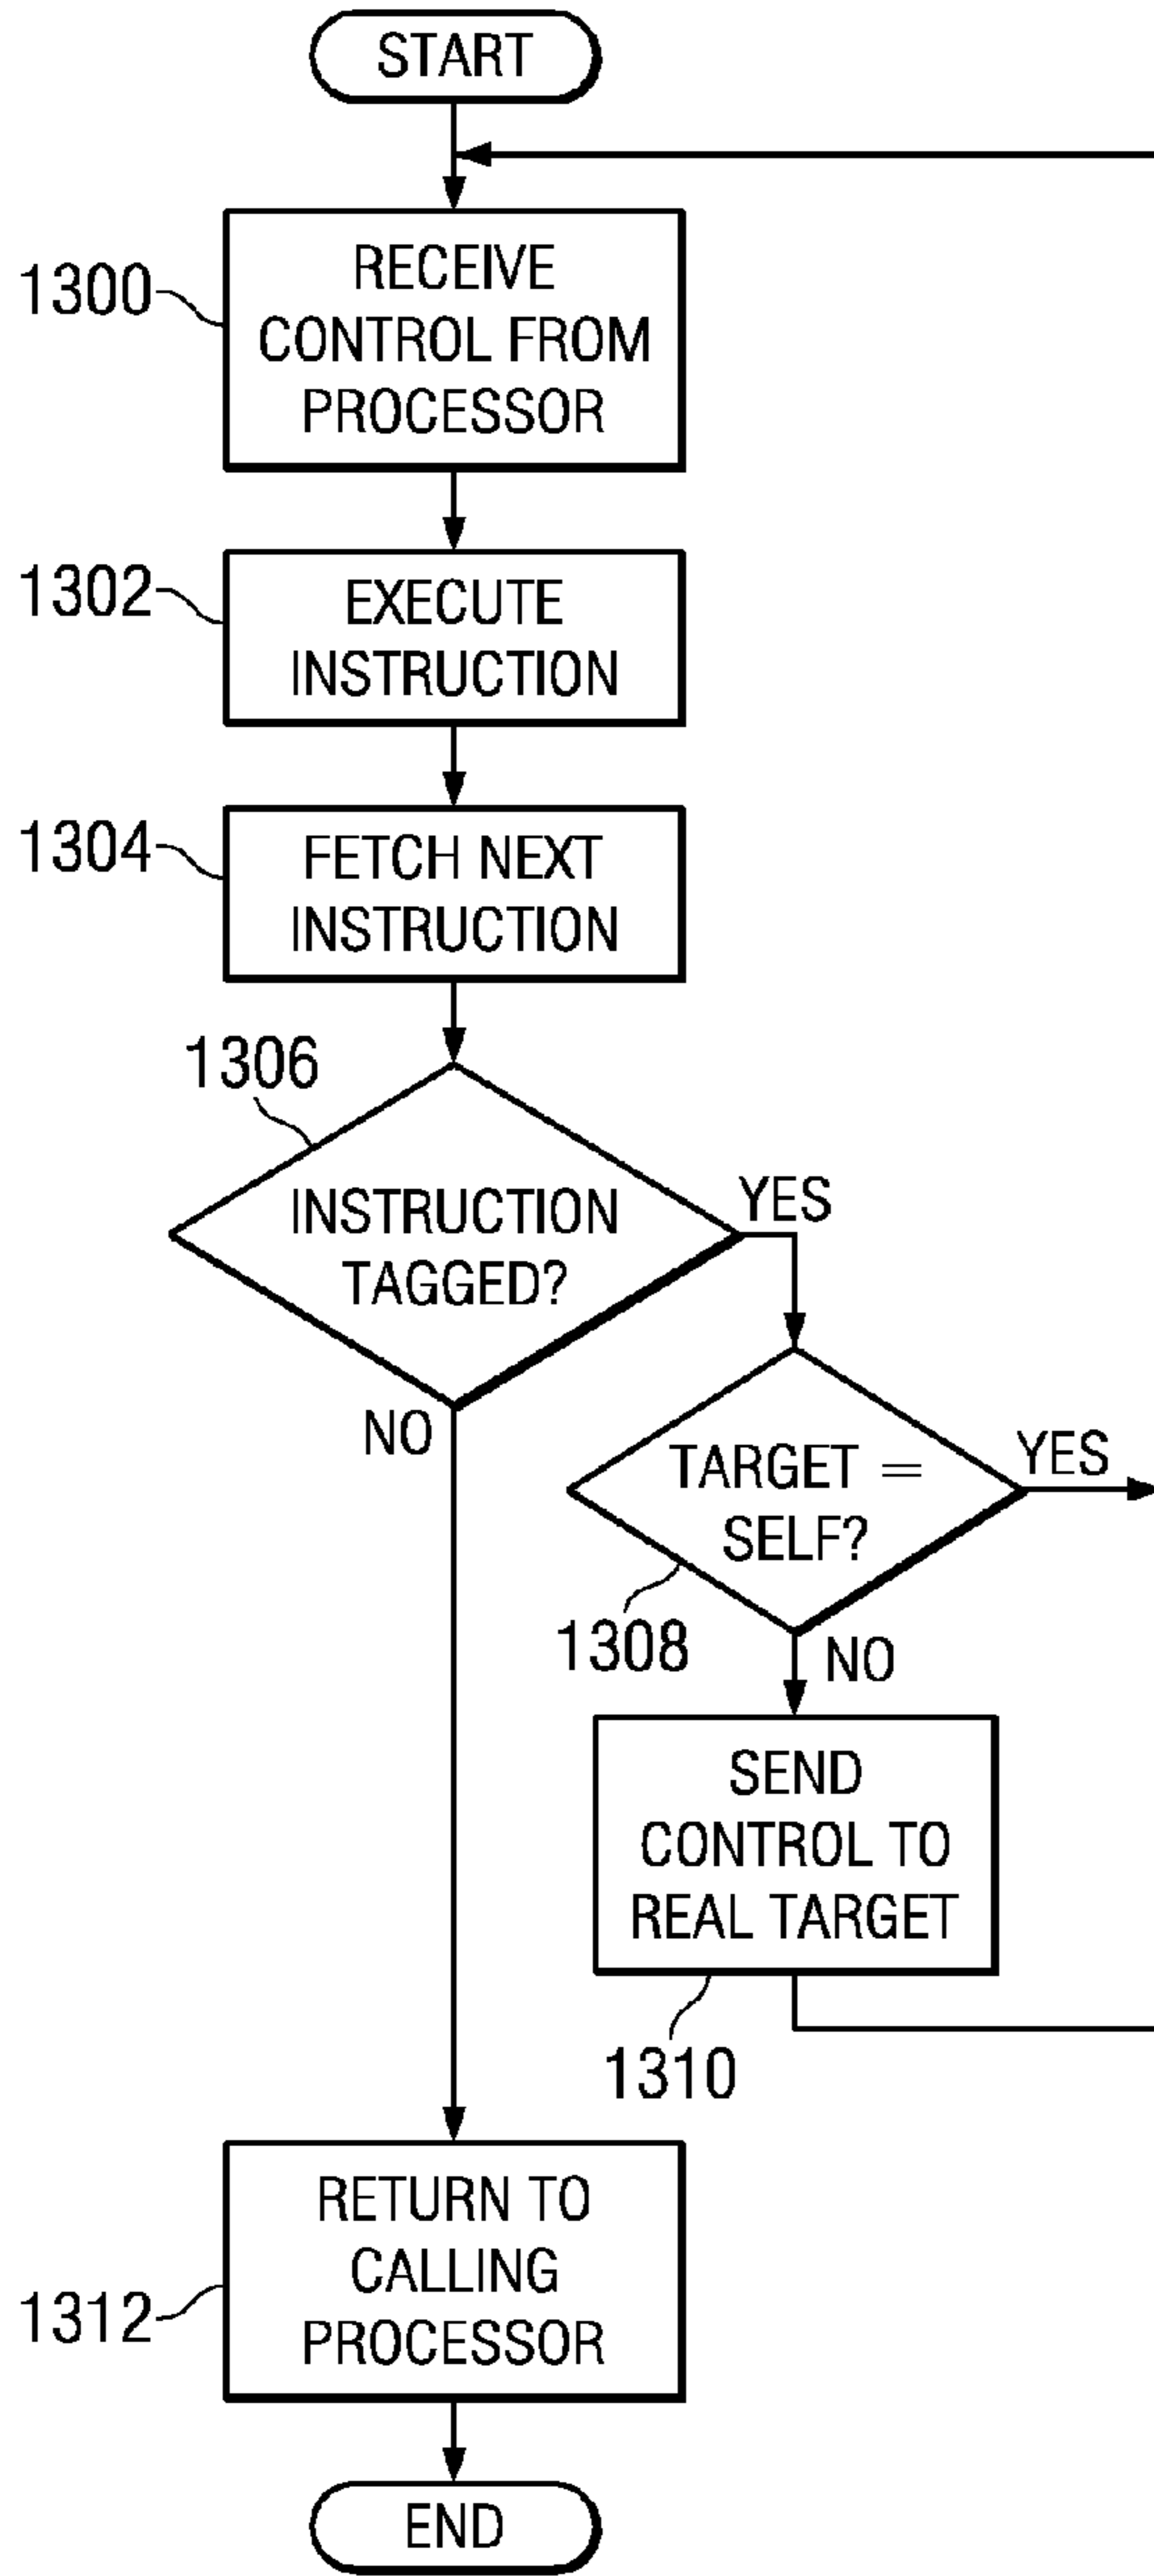 START
1300
RECEIVE
CONTROL FROM
PROCESSOR
1302
EXECUTE
INSTRUCTION
1304
FETCH NEXT
INSTRUCTION
1306
INSTRUCTION
TAGGED?
YES
NO
TARGET =
SELF?
YES
1308
NO
SEND
CONTROL TO
REAL TARGET
1310
RETURN TO
CALLING
PROCESSOR
1312
END